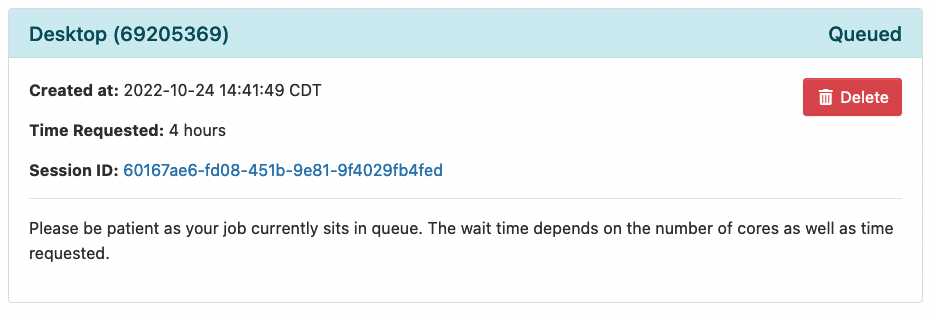 Desktop (69205369)
Queued
Created at: 2022-10-24 14:41:49 CDT
Delete
Time Requested: 4 hours
Session ID: 60167ae6-fd08-451b-9e81-9f4029fb4fed
Please be patient as your job currently sits in queue. The wait time depends on the number of cores as well as time
requested.